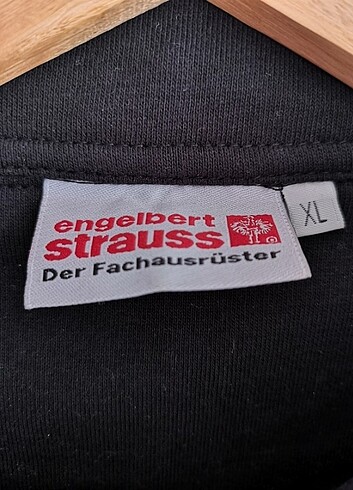 engelbert
strauss
Der Fachausrüster
XL